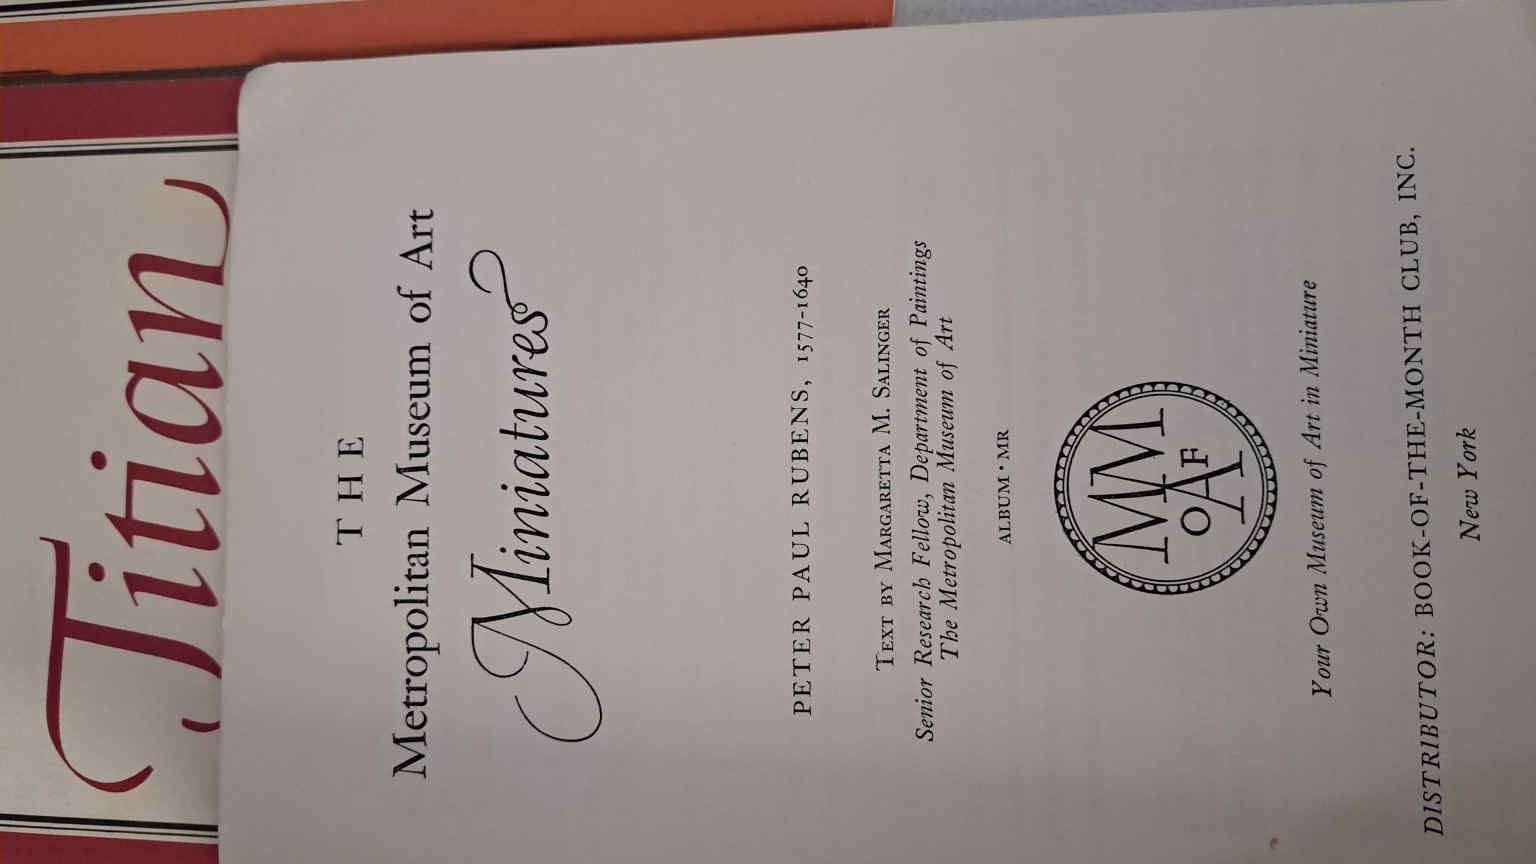 Titian
THE
Metropolitan Museum of Art
Miniatures
PETER PAUL RUBENS, 1577-1640
TEXT BY MARGARETTA M. SALINGER
Senior Research Fellow, Department of Paintings
The Metropolitan Museum of Art
ALBUM • MR
MM
OF
A
Your Own Museum of Art in Miniature
DISTRIBUTOR: BOOK-OF-THE-MONTH CLUB, INC.
New York